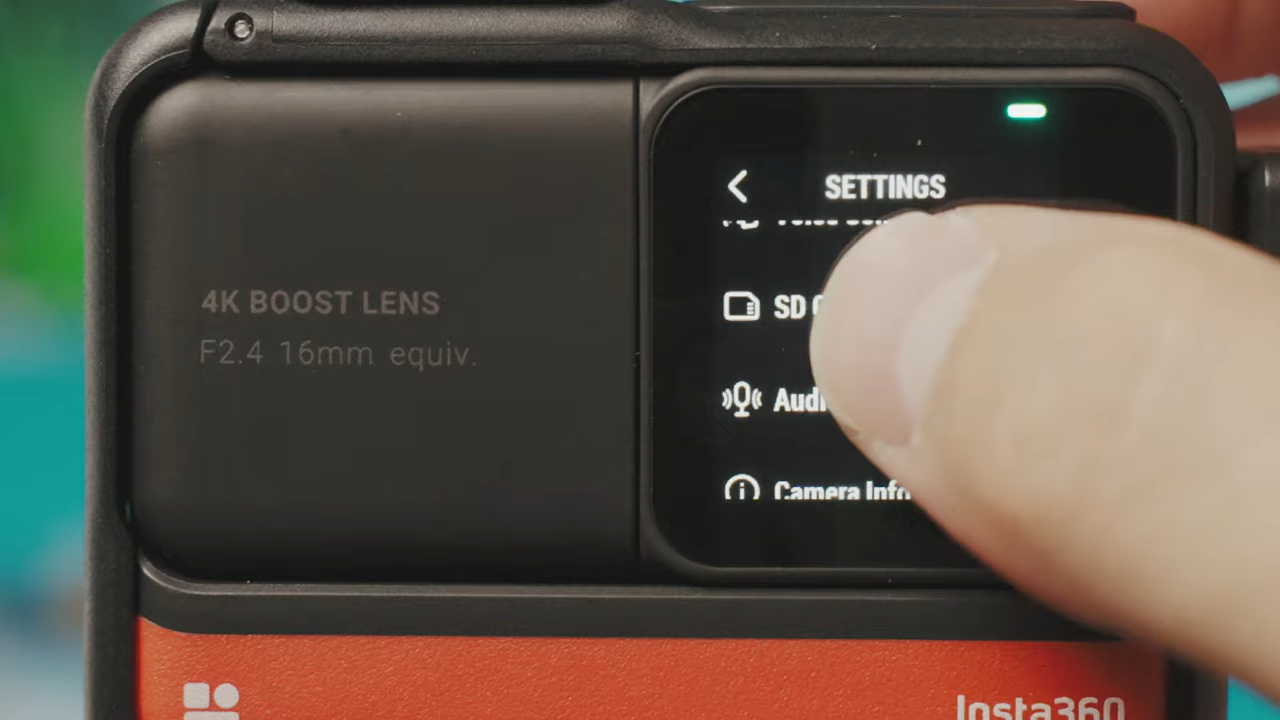 SETTINGS
4K BOOST LENS
F2.4 16mm equiv.
SD
Audi
Camera Info
Insta360